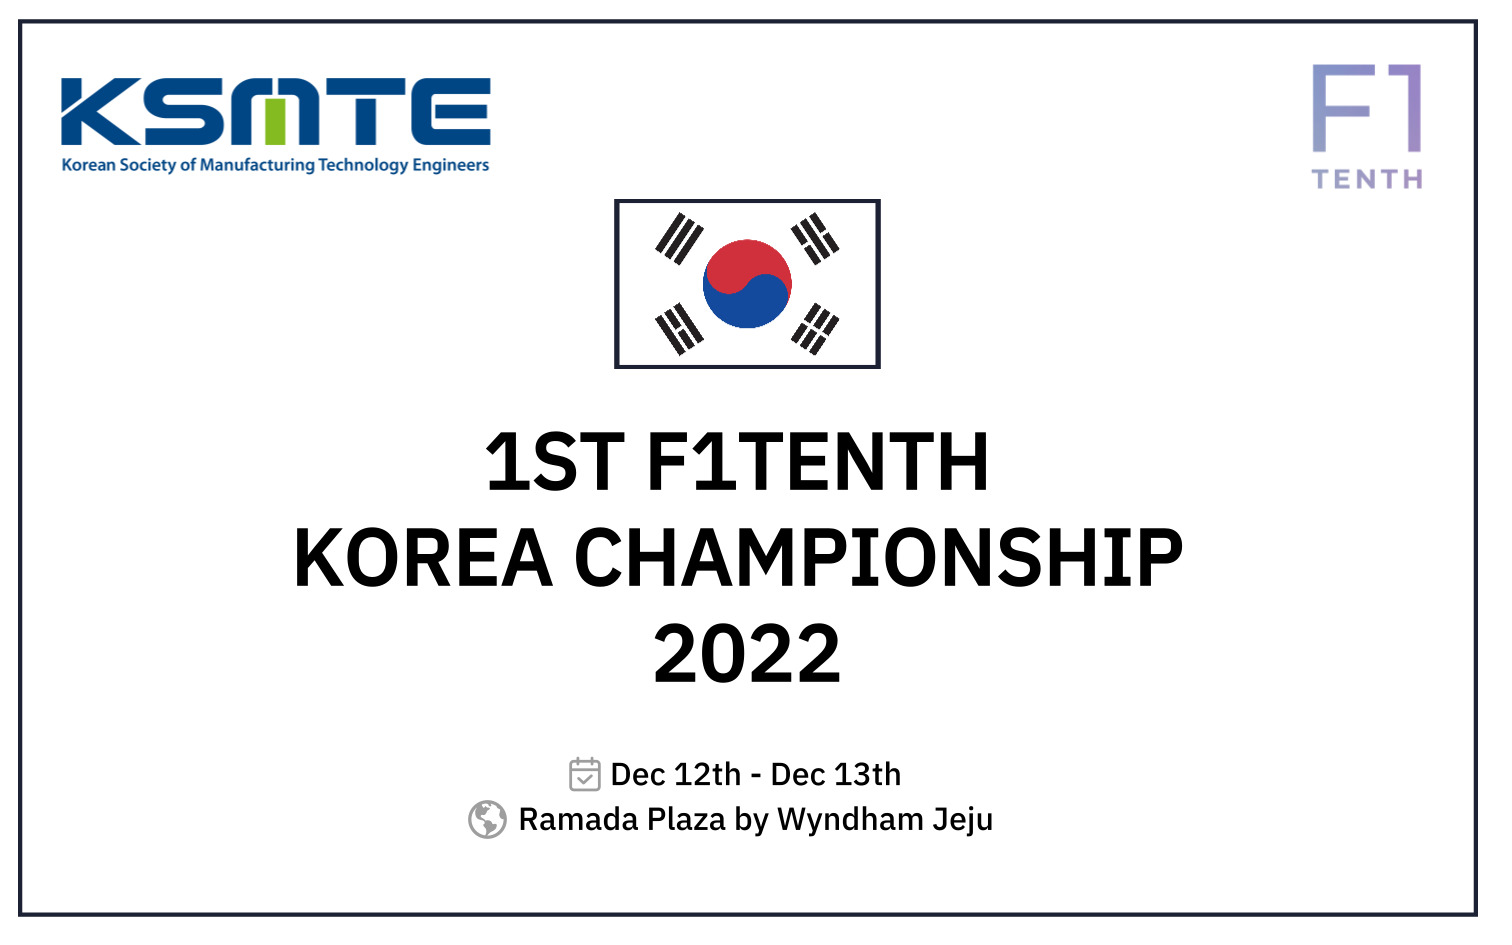 KSMTE
Korean Society of Manufacturing Technology Engineers
F1
TENTH
1ST F1TENTH
KOREA CHAMPIONSHIP
2022
Dec 12th - Dec 13th
Ramada Plaza by Wyndham Jeju